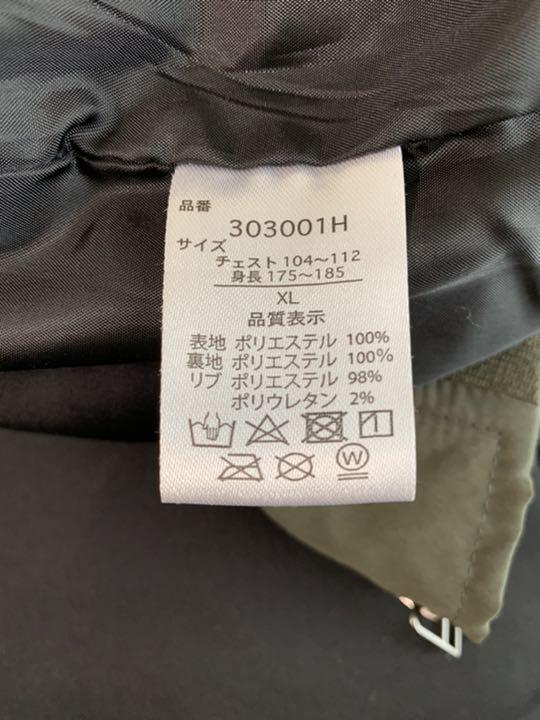 品番
303001H
サイズ
チェスト 104～112
身長 175～185
XL
品質表示
表地 ポリエステル 100%
裏地 ポリエステル 100%
リブ ポリエステル 98%
ポリウレタン 2%
W